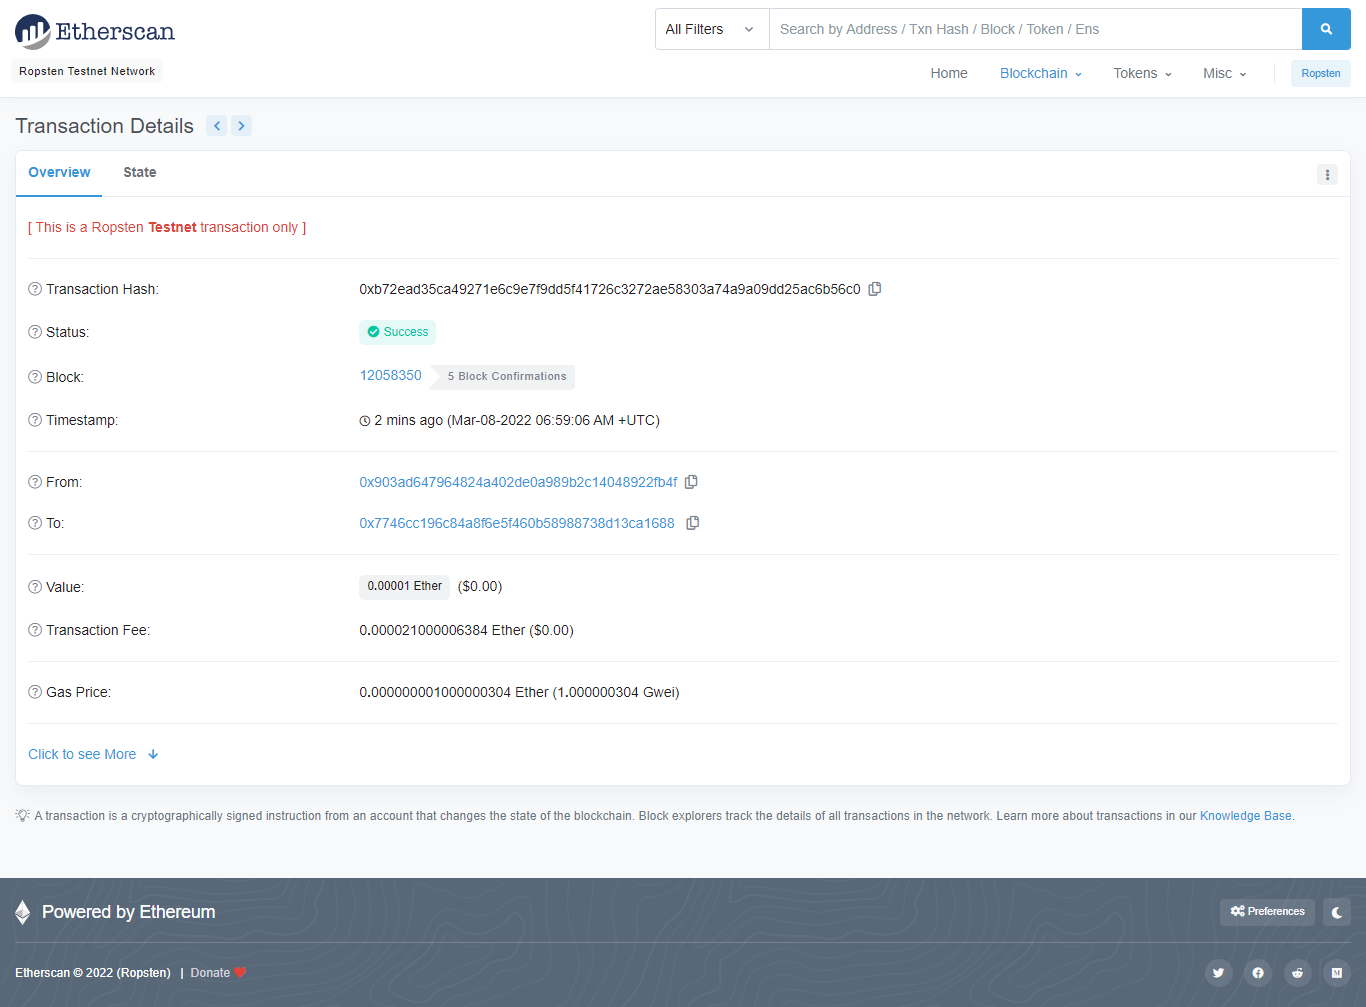 Etherscan
All Filters
Search by Address / Txn Hash / Block / Token / Ens
Ropsten Testnet Network
Home Blockchain Tokens Misc Ropsten
Transaction Details
Overview State
[ This is a Ropsten Testnet transaction only ]
Transaction Hash: 0xb72ead35ca49271e6c9e7f9dd5f41726c3272ae58303a74a9a09dd25ac6b56c0
Status: Success
Block: 12058350 5 Block Confirmations
Timestamp: 2 mins ago (Mar-08-2022 06:59:06 AM +UTC)
From: 0x903ad647964824a402de0a989b2c14048922fb4f
To: 0x7746cc196c84a8f6e5f460b58988738d13ca1688
Value: 0.00001 Ether ($0.00)
Transaction Fee: 0.000021000006384 Ether ($0.00)
Gas Price: 0.000000001000000304 Ether (1.000000304 Gwei)
Click to see More
A transaction is a cryptographically signed instruction from an account that changes the state of the blockchain. Block explorers track the details of all transactions in the network. Learn more about transactions in our Knowledge Base.
Powered by Ethereum
Preferences
Etherscan © 2022 (Ropsten) | Donate